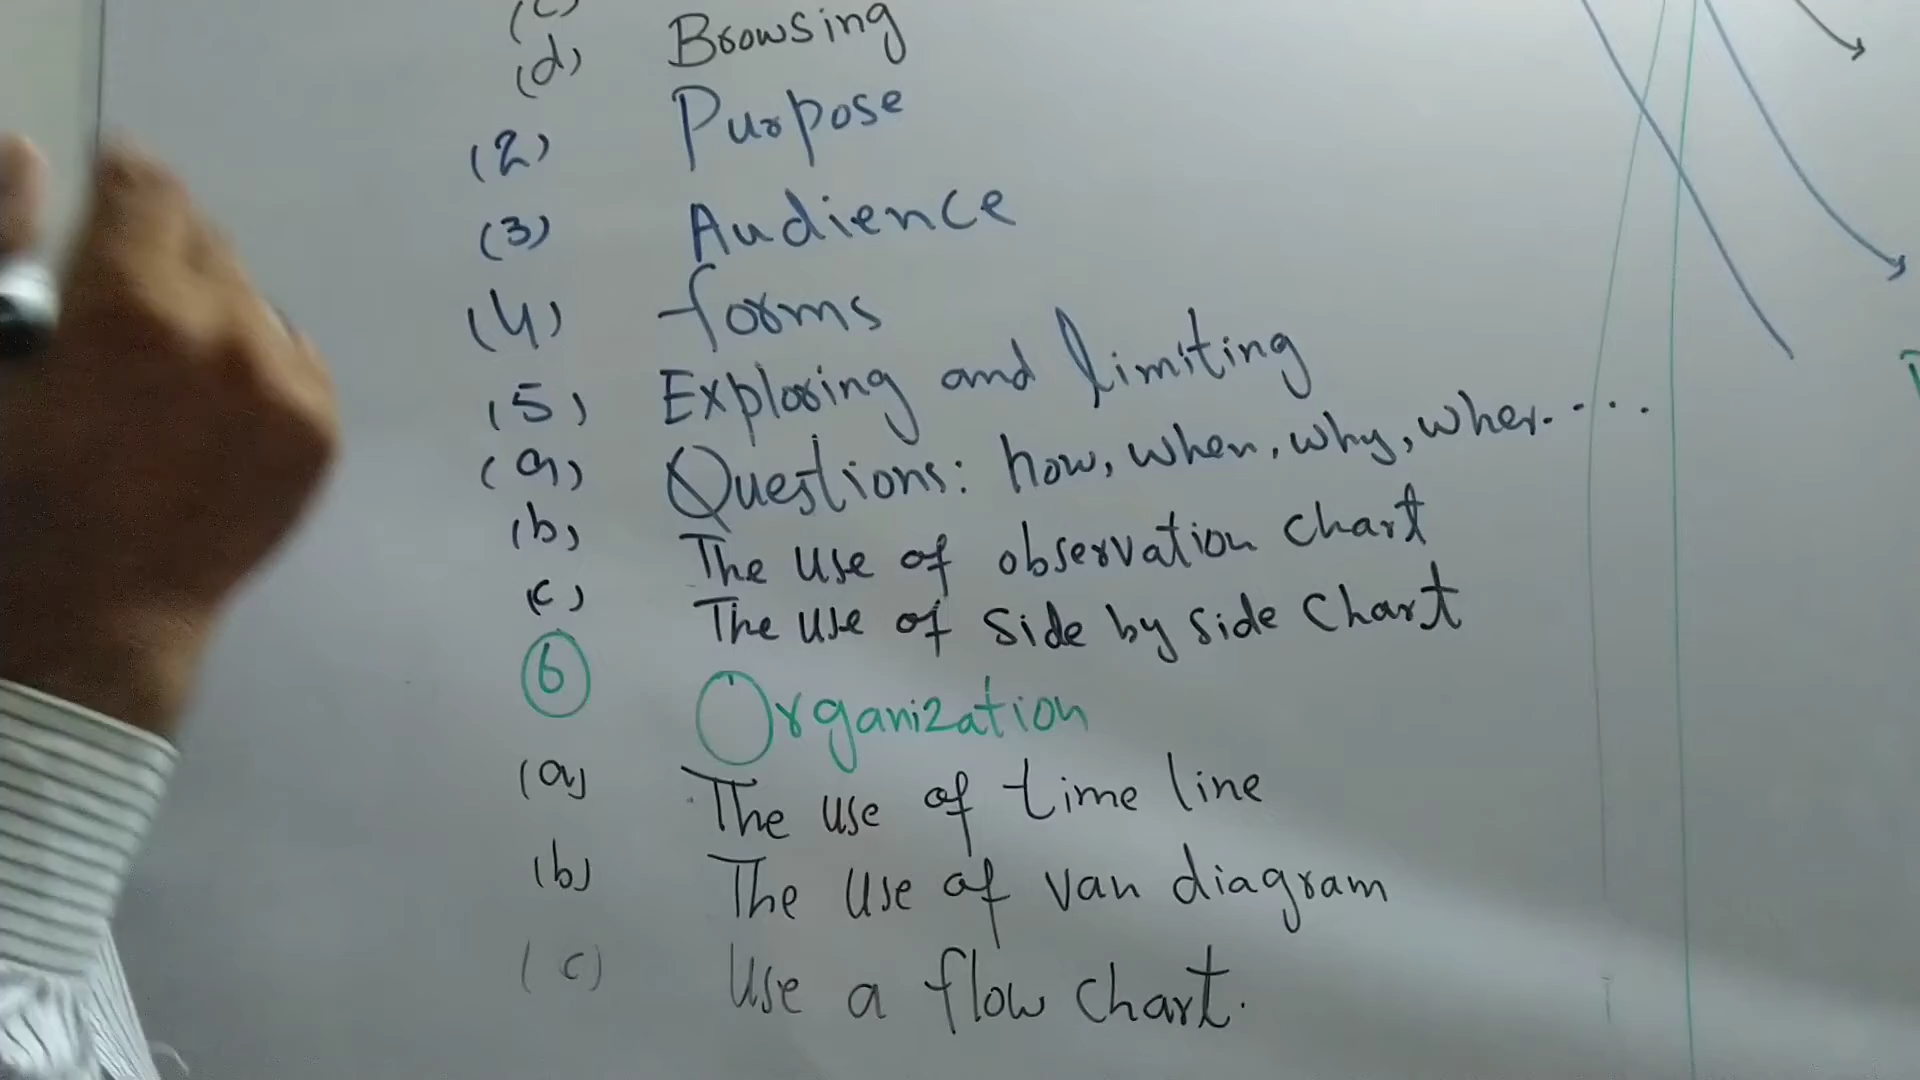 (c)
(d) Browsing
(2) Purpose
(3) Audience
(4) forms
(5) Exploring and limiting
(a) Questions: how, when, why, wher.....
(b) The use of observation chart
(c) The use of side by side chart
6 Organization
(a) The use of time line
(b) The use of van diagram
(c) Use a flow chart.